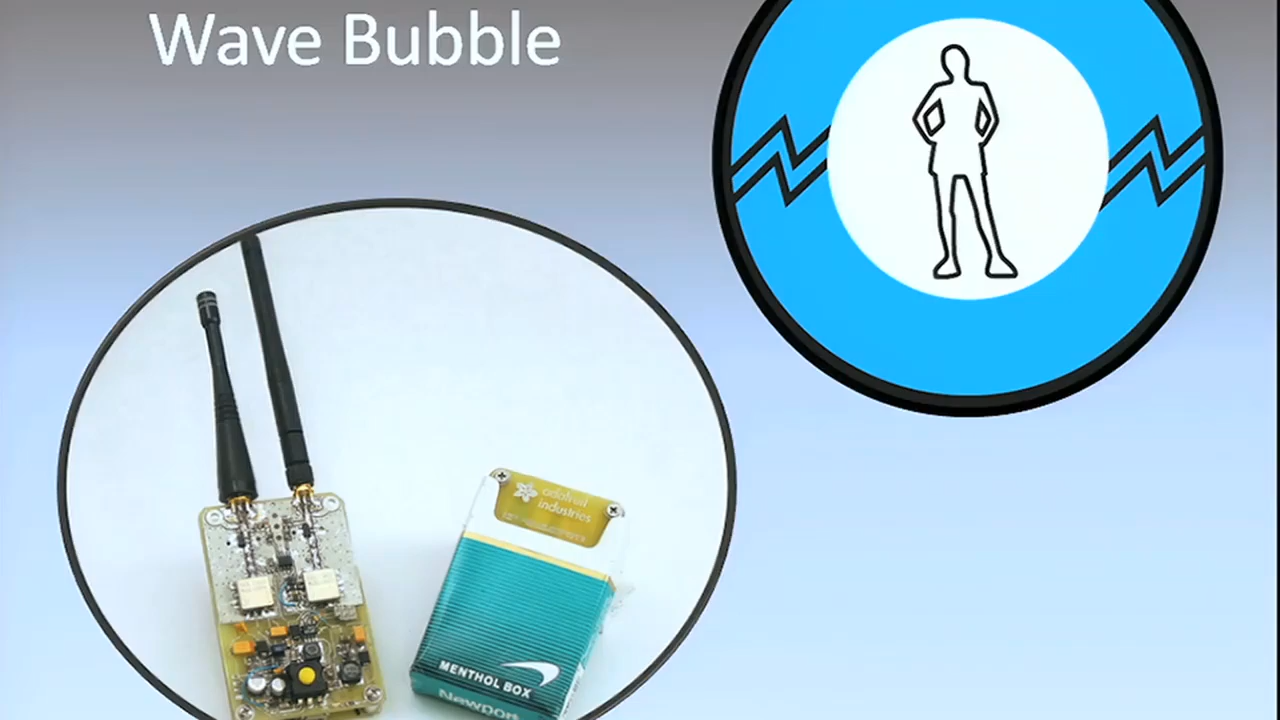 Wave Bubble
adafruit
industries
MENTHOL BOX
Newport